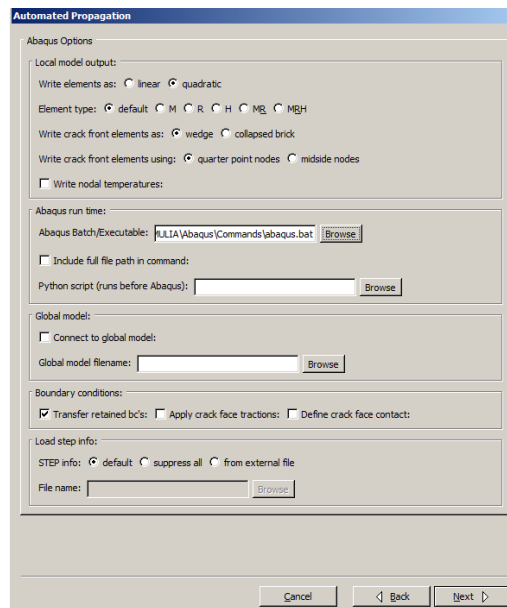 Automated Propagation
Abaqus Options
Local model output:
Write elements as: linear quadratic
Element type: default M R H MR MRH
Write crack front elements as: wedge collapsed brick
Write crack front elements using: quarter point nodes midside nodes
Write nodal temperatures:
Abaqus run time:
Abaqus Batch/Executable: MULIA\Abaqus\Commands\abaqus.bat Browse
Include full file path in command:
Python script (runs before Abaqus): Browse
Global model:
Connect to global model:
Global model filename: Browse
Boundary conditions:
Transfer retained bc's: Apply crack face tractions: Define crack face contact:
Load step info:
STEP info: default suppress all from external file
File name: Browse
Cancel Back Next